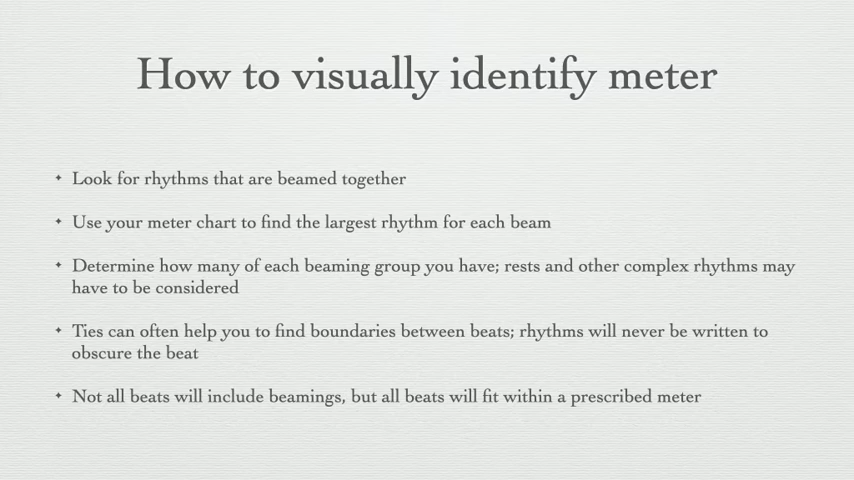 How to visually identify meter
✦ Look for rhythms that are beamed together
✦ Use your meter chart to find the largest rhythm for each beam
✦ Determine how many of each beaming group you have; rests and other complex rhythms may
have to be considered
✦ Ties can often help you to find boundaries between beats; rhythms will never be written to
obscure the beat
✦ Not all beats will include beamings, but all beats will fit within a prescribed meter